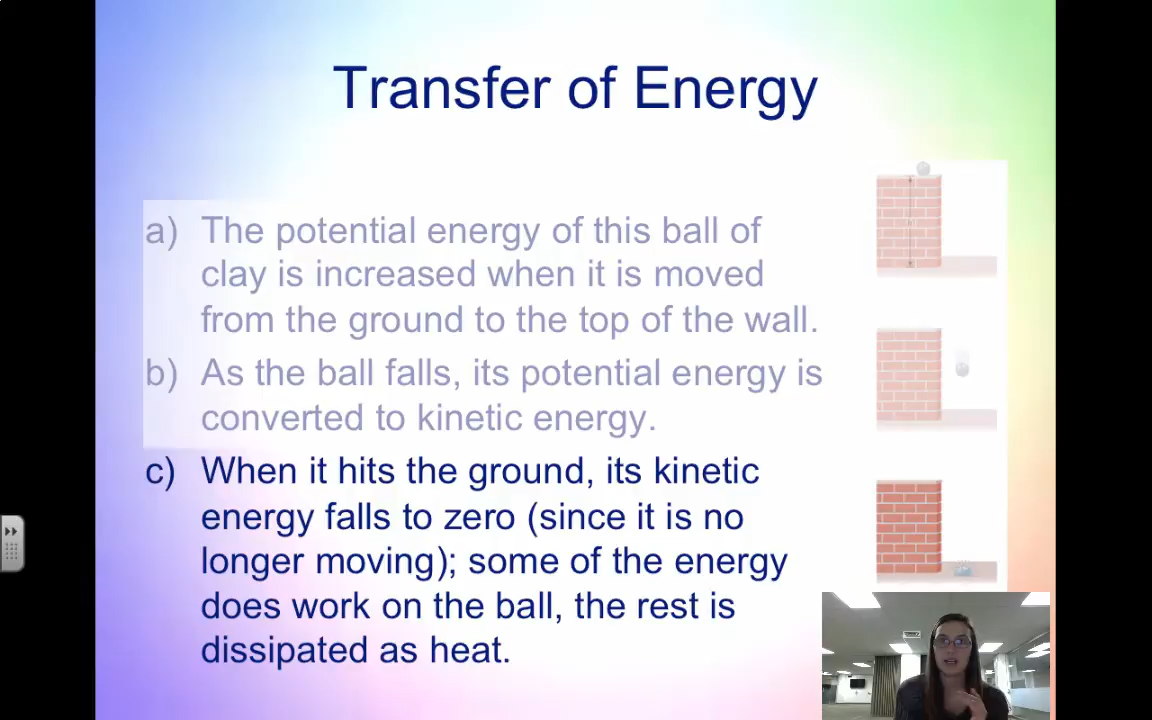 Transfer of Energy
a) The potential energy of this ball of
clay is increased when it is moved
from the ground to the top of the wall.
b) As the ball falls, its potential energy is
converted to kinetic energy.
c) When it hits the ground, its kinetic
energy falls to zero (since it is no
longer moving); some of the energy
does work on the ball, the rest is
dissipated as heat.